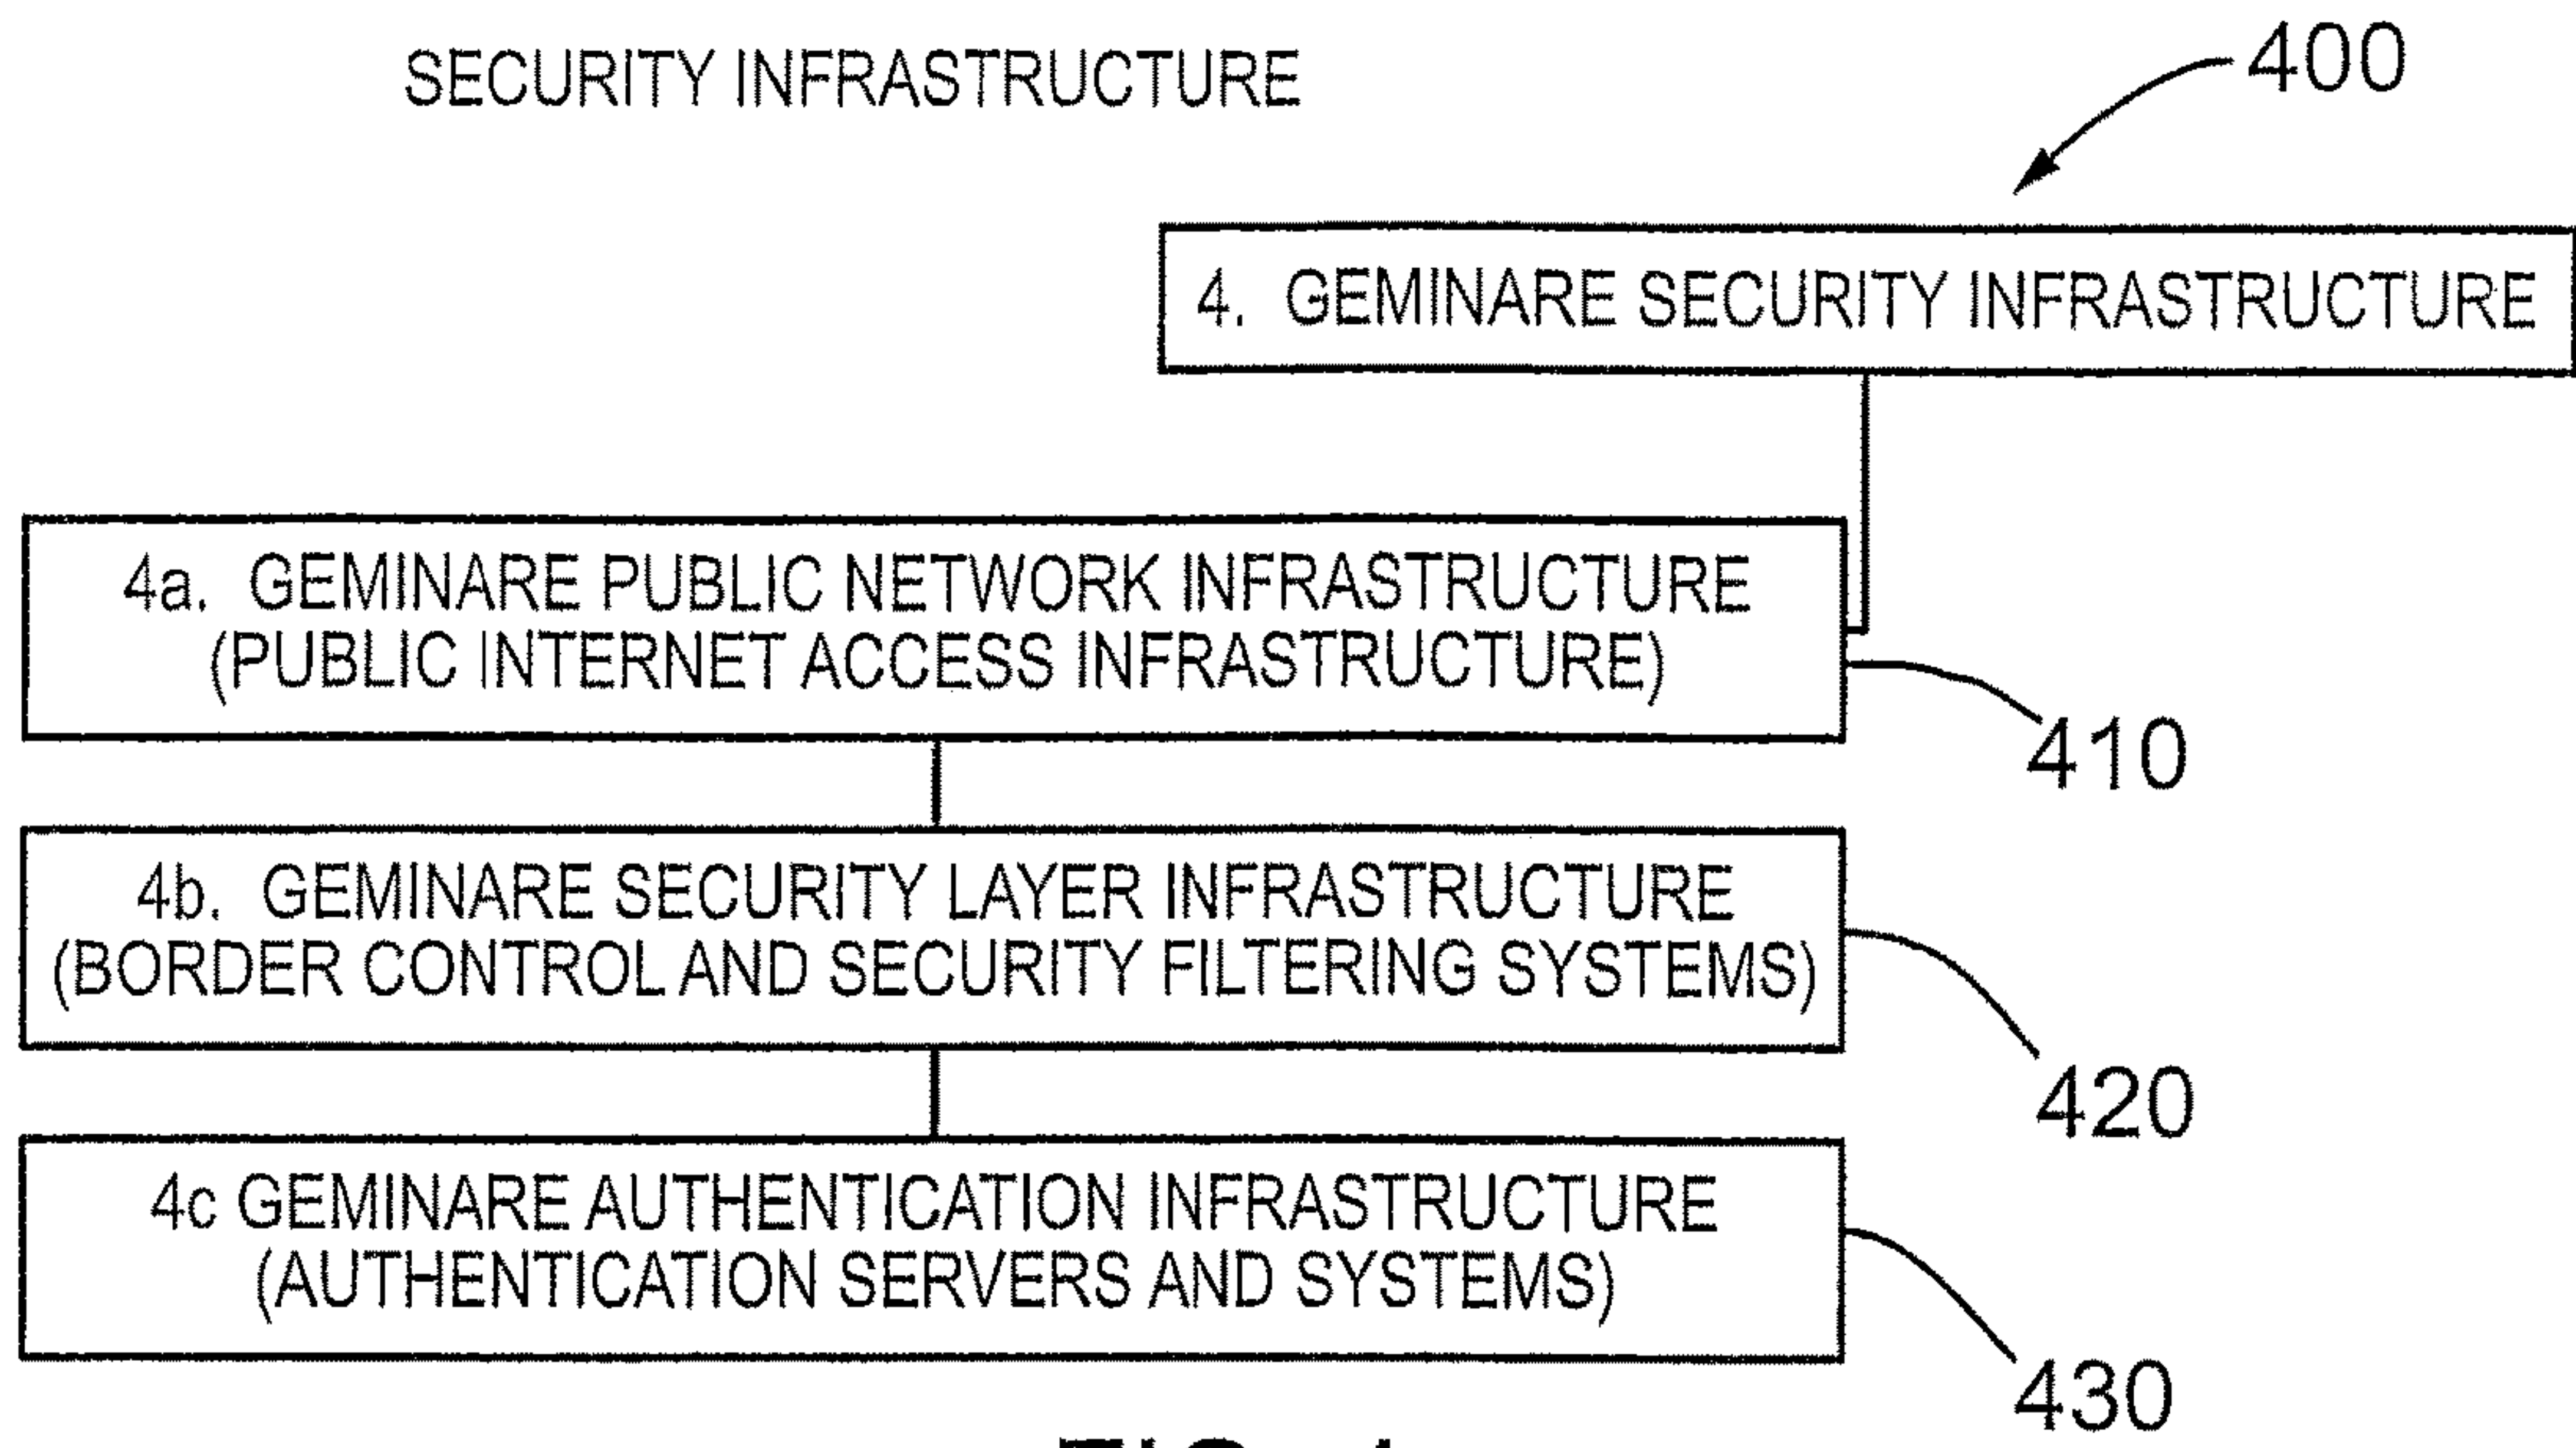 SECURITY INFRASTRUCTURE
400
4. GEMINARE SECURITY INFRASTRUCTURE
4a. GEMINARE PUBLIC NETWORK INFRASTRUCTURE
(PUBLIC INTERNET ACCESS INFRASTRUCTURE)
410
4b. GEMINARE SECURITY LAYER INFRASTRUCTURE
(BORDER CONTROL AND SECURITY FILTERING SYSTEMS)
420
4c GEMINARE AUTHENTICATION INFRASTRUCTURE
(AUTHENTICATION SERVERS AND SYSTEMS)
430